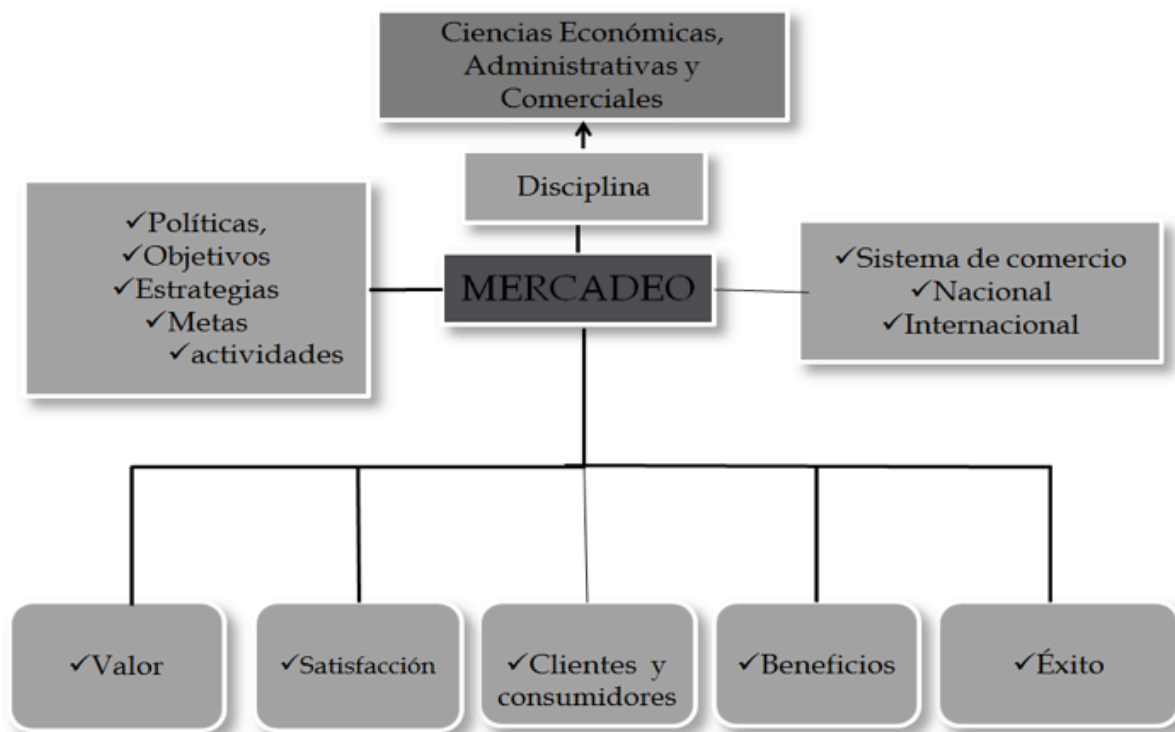 Ciencias Económicas,
Administrativas y
Comerciales
Disciplina
✓Políticas,
✓Objetivos
✓Estrategias
✓Metas
✓actividades
MERCADEO
✓Sistema de comercio
✓Nacional
✓Internacional
✓Valor
✓Satisfacción
✓Clientes y
consumidores
✓Beneficios
✓Éxito